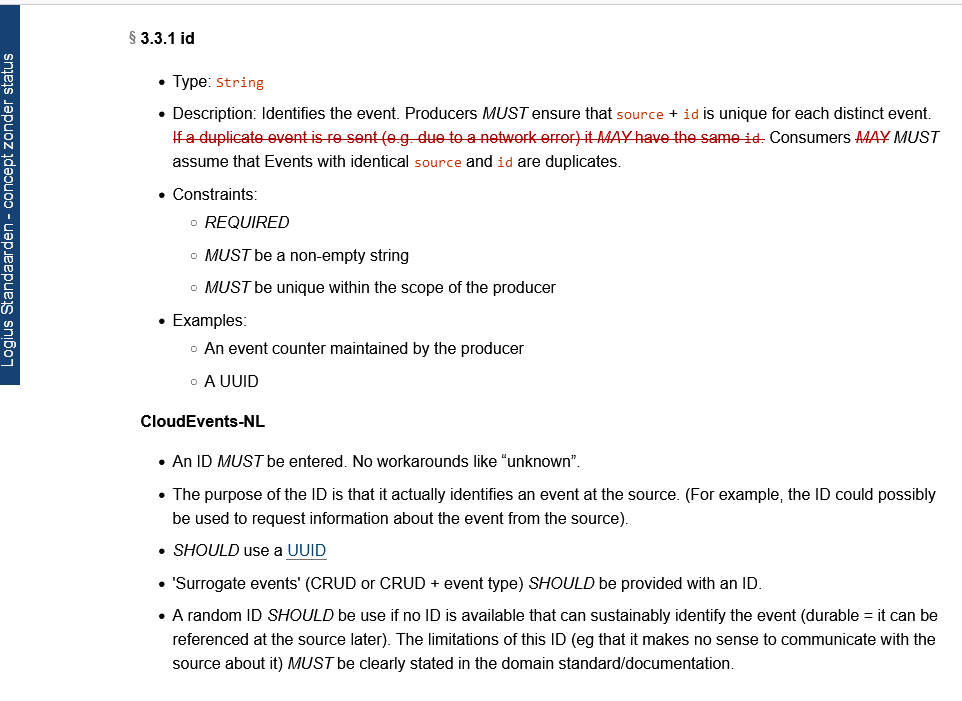 Logius Standaarden - concept zonder status
§ 3.3.1 id
• Type: String
• Description: Identifies the event. Producers MUST ensure that source + id is unique for each distinct event.
If a duplicate event is re-sent (e.g. due to a network error) it MAY have the same id. Consumers MAY MUST
assume that Events with identical source and id are duplicates.
• Constraints:
○ REQUIRED
○ MUST be a non-empty string
○ MUST be unique within the scope of the producer
• Examples:
○ An event counter maintained by the producer
○ A UUID
CloudEvents-NL
• An ID MUST be entered. No workarounds like “unknown”.
• The purpose of the ID is that it actually identifies an event at the source. (For example, the ID could possibly
be used to request information about the event from the source).
• SHOULD use a UUID
• 'Surrogate events' (CRUD or CRUD + event type) SHOULD be provided with an ID.
• A random ID SHOULD be use if no ID is available that can sustainably identify the event (durable = it can be
referenced at the source later). The limitations of this ID (eg that it makes no sense to communicate with the
source about it) MUST be clearly stated in the domain standard/documentation.